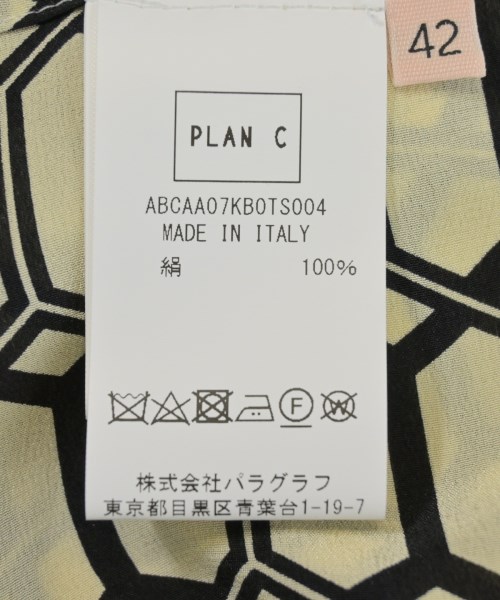 42
PLAN C
ABCAA07KB0TS004
MADE IN ITALY
絹 100%
F W
株式会社パラグラフ
東京都目黒区青葉台1-19-7